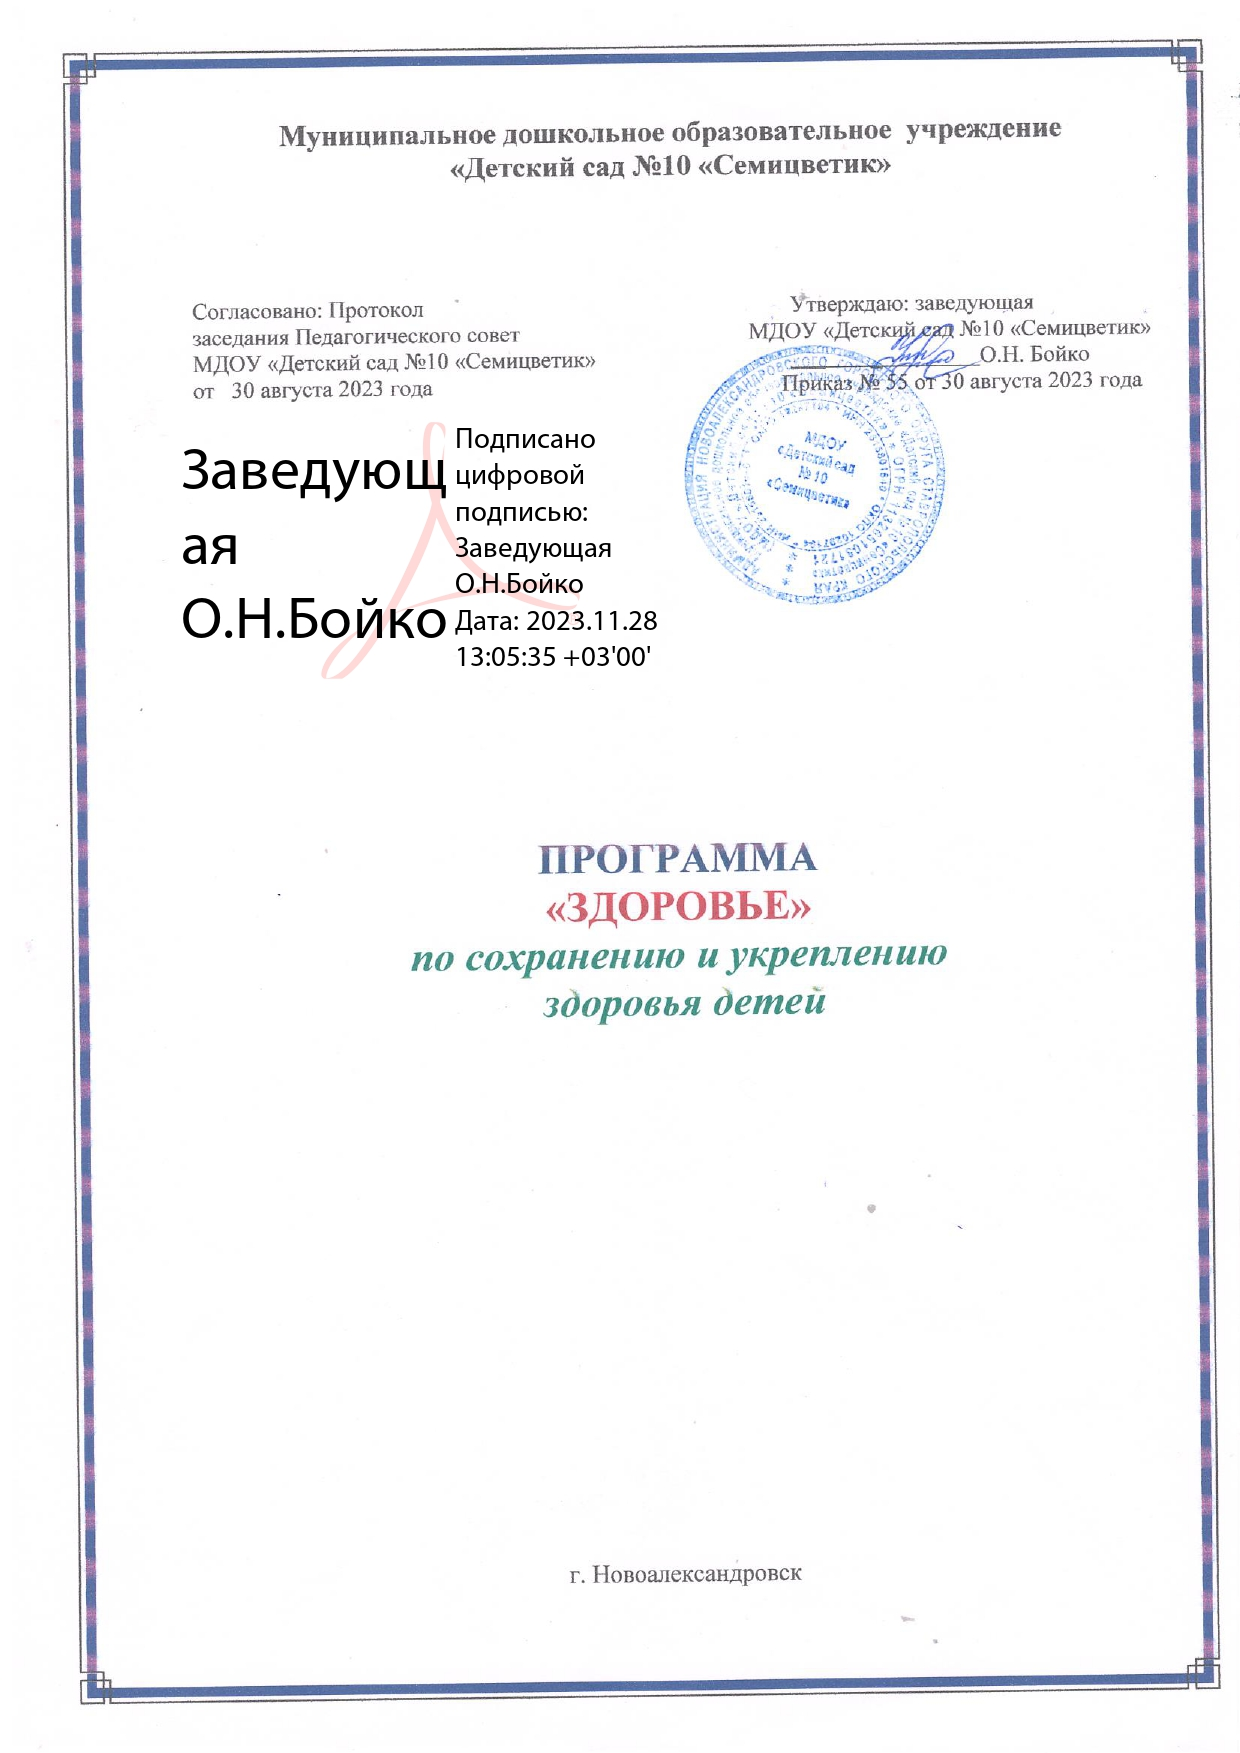 Муниципальное дошкольное образовательное учреждение
«Детский сад №10 «Семицветик»
Согласовано: Протокол
заседания Педагогического совет
МДОУ «Детский сад №10 «Семицветик»
от 30 августа 2023 года
Утверждаю: заведующая
МДОУ «Детский сад №10 «Семицветик»
О.Н. Бойко
Приказ № 55 от 30 августа 2023 года
Заведующ
ая
О.Н.Бойко
Подписано
цифровой
подписью:
Заведующая
О.Н.Бойко
Дата: 2023.11.28
13:05:35 +03'00'
МДОУ
«Детский сад
№ 10
«Семицветик»
ПРОГРАММА
«ЗДОРОВЬЕ»
по сохранению и укреплению
здоровья детей
г. Новоалександровск